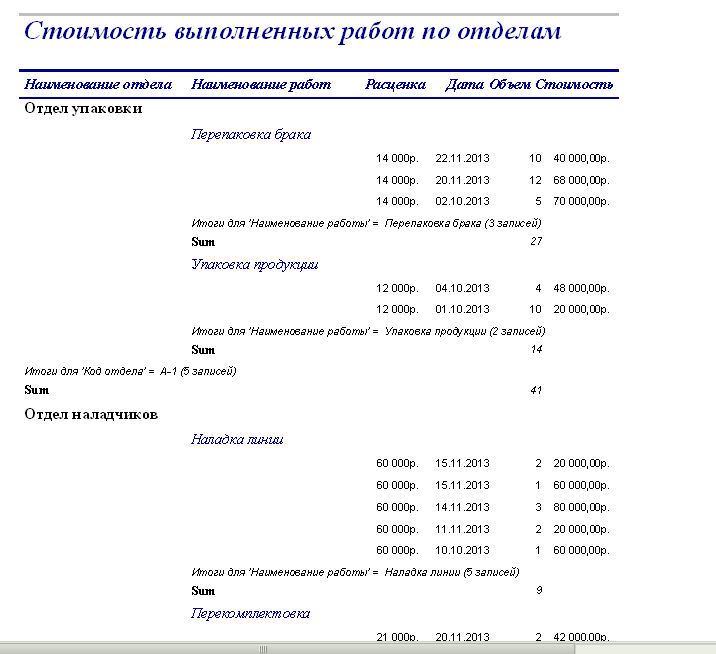 Стоимость выполненных работ по отделам
Наименование отдела Наименование работ Расценка Дата Объем Стоимость
Отдел упаковки
Перепаковка брака
14 000р. 22.11.2013 10 40 000,00р.
14 000р. 20.11.2013 12 68 000,00р.
14 000р. 02.10.2013 5 70 000,00р.
Итоги для 'Наименование работы' = Перепаковка брака (3 записей)
Sum 27
Упаковка продукции
12 000р. 04.10.2013 4 48 000,00р.
12 000р. 01.10.2013 10 20 000,00р.
Итоги для 'Наименование работы' = Упаковка продукции (2 записей)
Sum 14
Итоги для 'Код отдела' = А-1 (5 записей)
Sum 41
Отдел наладчиков
Наладка линии
60 000р. 15.11.2013 2 20 000,00р.
60 000р. 15.11.2013 1 60 000,00р.
60 000р. 14.11.2013 3 80 000,00р.
60 000р. 11.11.2013 2 20 000,00р.
60 000р. 10.10.2013 1 60 000,00р.
Итоги для 'Наименование работы' = Наладка линии (5 записей)
Sum 9
Перекомплектовка
21 000р. 20.11.2013 2 42 000,00р.